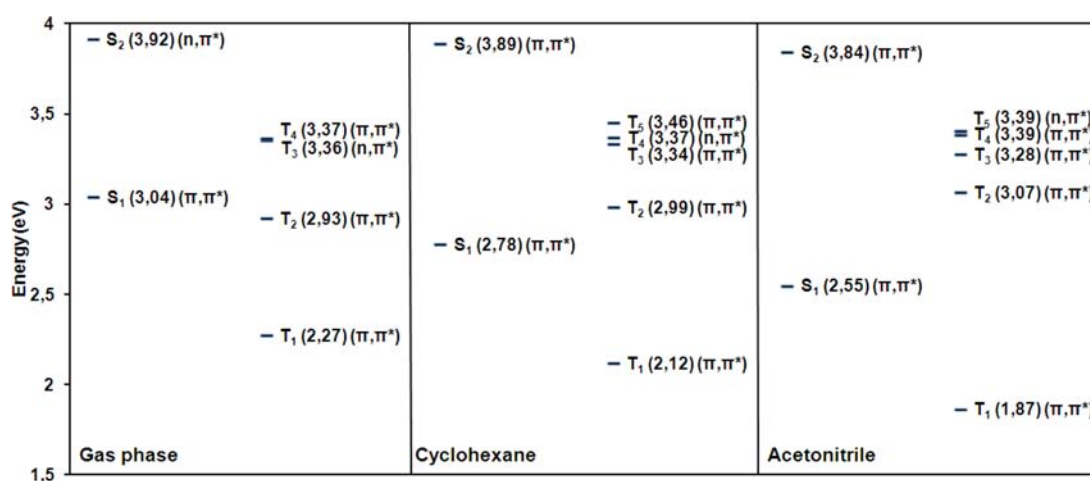 Energy(eV)
4
3,5
3
2,5
2
1,5
S₂ (3,92) (n,π*)
T₄ (3,37) (π,π*)
T₃ (3,36) (n,π*)
S₁ (3,04) (π,π*)
T₂ (2,93) (π,π*)
T₁ (2,27) (π,π*)
Gas phase
S₂ (3,89) (π,π*)
T₅ (3,46) (π,π*)
T₄ (3,37) (n,π*)
T₃ (3,34) (π,π*)
T₂ (2,99) (π,π*)
S₁ (2,78) (π,π*)
T₁ (2,12) (π,π*)
Cyclohexane
S₂ (3,84) (π,π*)
T₅ (3,39) (n,π*)
T₄ (3,39) (π,π*)
T₃ (3,28) (π,π*)
T₂ (3,07) (π,π*)
S₁ (2,55) (π,π*)
T₁ (1,87) (π,π*)
Acetonitrile